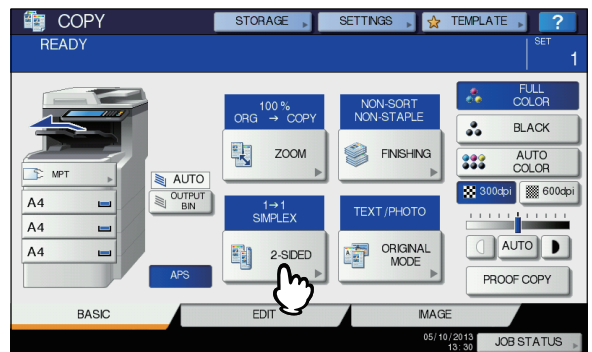 COPY
STORAGE
SETTINGS
TEMPLATE
?
READY
SET
1
MPT
A4
A4
A4
AUTO
OUTPUT
BIN
APS
100 %
ORG → COPY
ZOOM
NON-SORT
NON-STAPLE
FINISHING
1→1
SIMPLEX
2-SIDED
TEXT/PHOTO
ORIGINAL
MODE
FULL
COLOR
BLACK
AUTO
COLOR
300dpi
600dpi
AUTO
PROOF COPY
BASIC
EDIT
IMAGE
05/10/2013
13:30
JOB STATUS